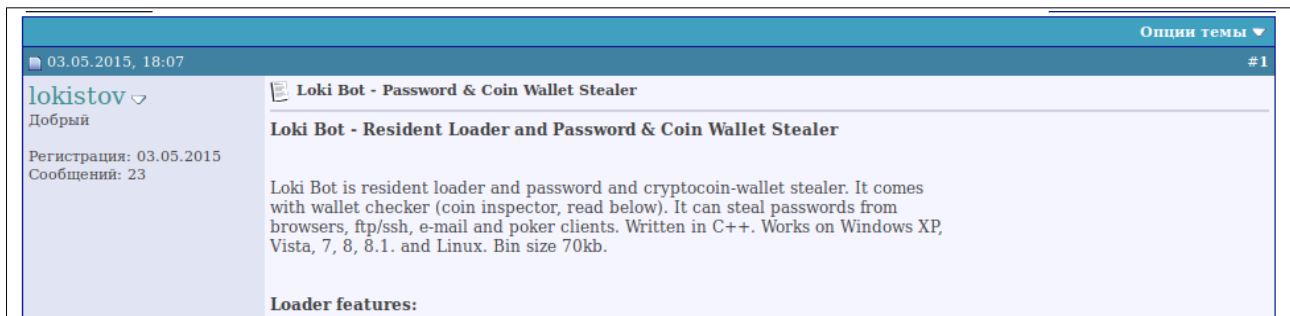 Опции темы
03.05.2015, 18:07
#1
lokistov
Добрый
Регистрация: 03.05.2015
Сообщений: 23
Loki Bot - Password & Coin Wallet Stealer
Loki Bot - Resident Loader and Password & Coin Wallet Stealer
Loki Bot is resident loader and password and cryptocoin-wallet stealer. It comes
with wallet checker (coin inspector, read below). It can steal passwords from
browsers, ftp/ssh, e-mail and poker clients. Written in C++. Works on Windows XP,
Vista, 7, 8, 8.1. and Linux. Bin size 70kb.
Loader features: